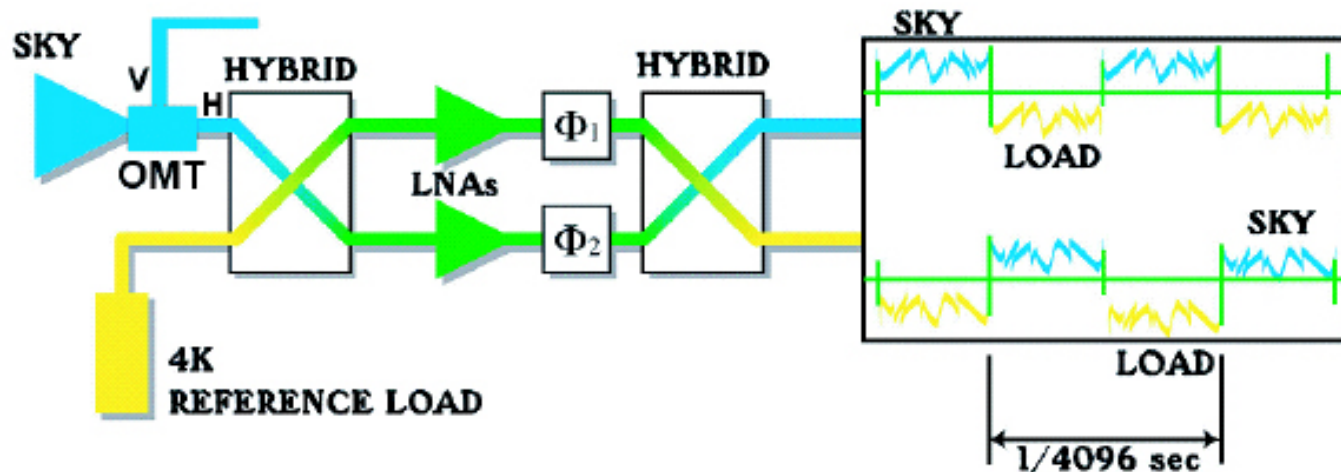 SKY
V
H
OMT
HYBRID
4K
REFERENCE LOAD
LNAs
Φ1
Φ2
HYBRID
SKY
LOAD
SKY
LOAD
1/4096 sec